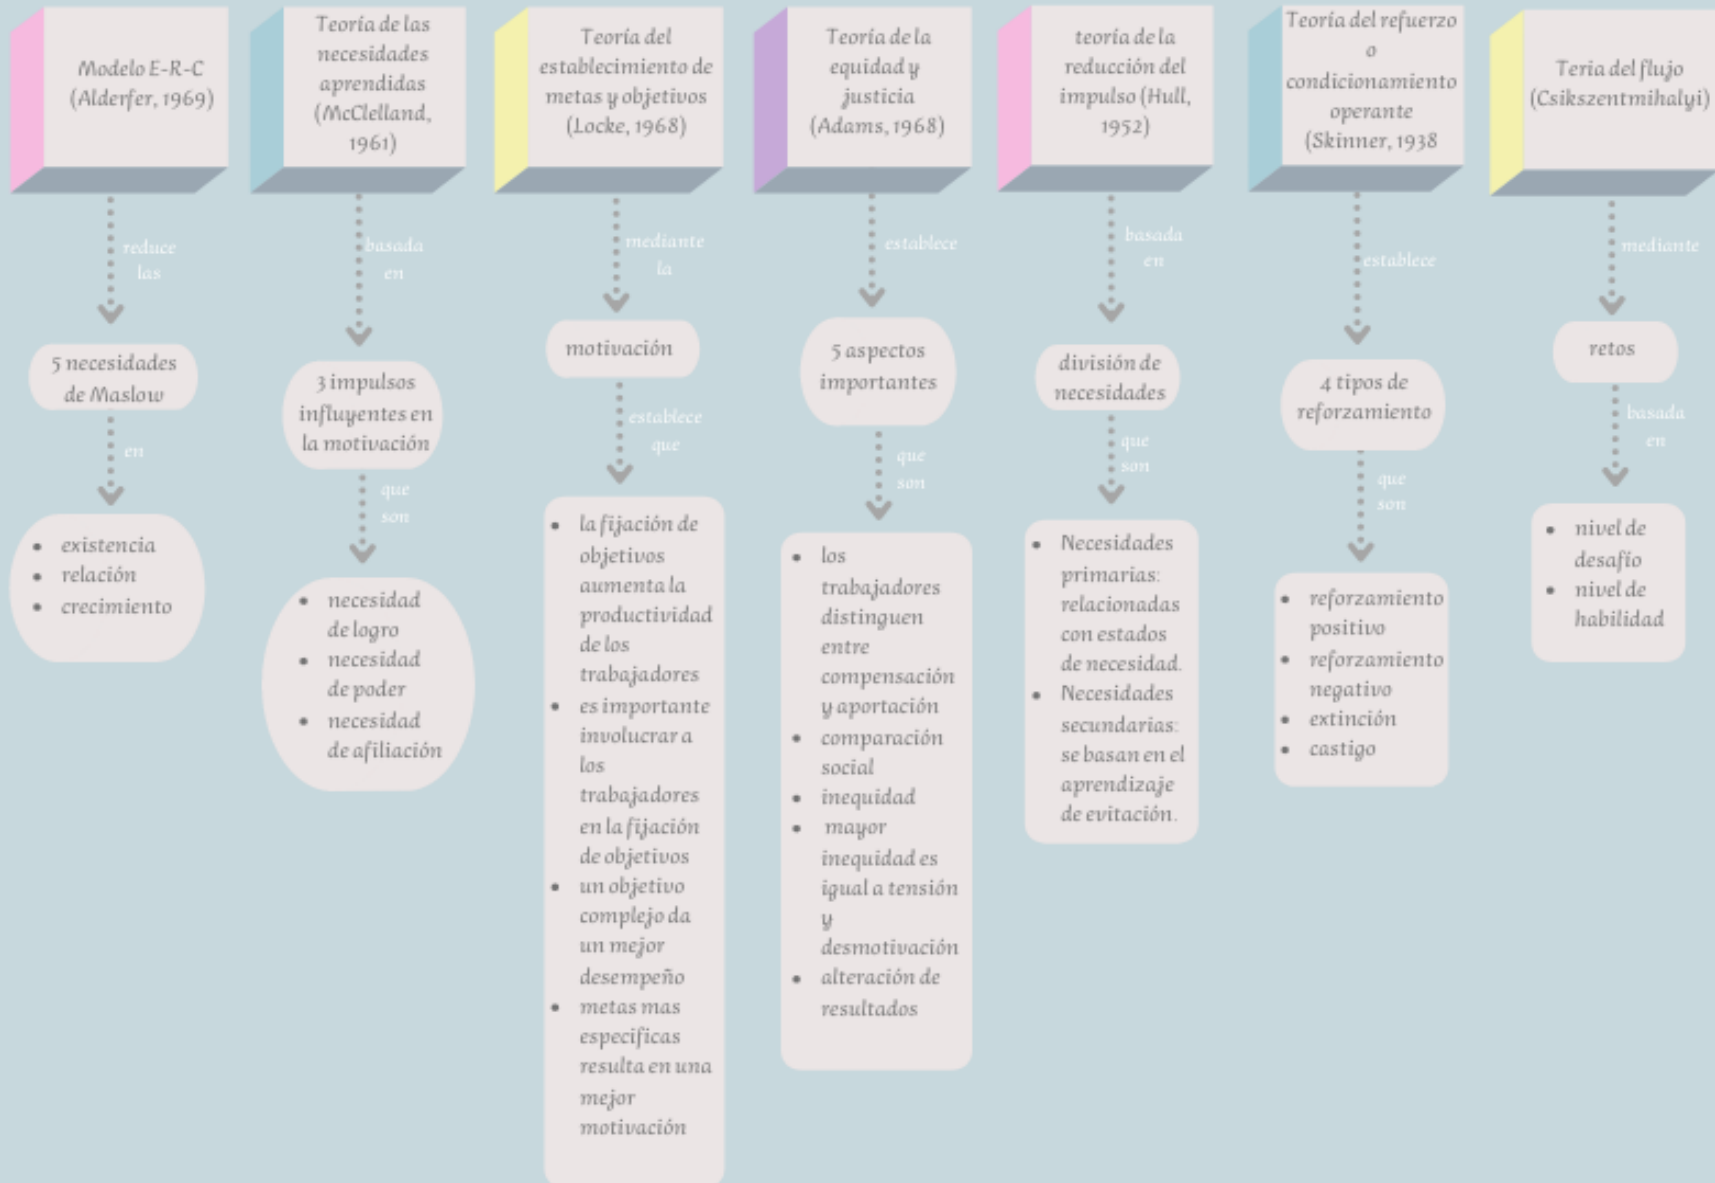 Modelo E-R-C
(Alderfer, 1969)
reduce
las
5 necesidades
de Maslow
en
• existencia
• relación
• crecimiento
Teoría de las
necesidades
aprendidas
(McClelland,
1961)
basada
en
3 impulsos
influyentes en
la motivación
que
son
• necesidad
de logro
• necesidad
de poder
• necesidad
de afiliación
Teoría del
establecimiento de
metas y objetivos
(Locke, 1968)
mediante
la
motivación
establece
que
• la fijación de
objetivos
aumenta la
productividad
de los
trabajadores
• es importante
involucrar a
los
trabajadores
en la fijación
de objetivos
• un objetivo
complejo da
un mejor
desempeño
• metas mas
especificas
resulta en una
mejor
motivación
Teoría de la
equidad y
justicia
(Adams, 1968)
establece
5 aspectos
importantes
que
son
• los
trabajadores
distinguen
entre
compensación
y aportación
• comparación
social
• inequidad
• mayor
inequidad es
igual a tensión
y
desmotivación
• alteración de
resultados
teoría de la
reducción del
impulso (Hull,
1952)
basada
en
división de
necesidades
que
son
• Necesidades
primarias:
relacionadas
con estados
de necesidad.
• Necesidades
secundarias:
se basan en el
aprendizaje
de evitación.
Teoría del refuerzo
o
condicionamiento
operante
(Skinner, 1938
establece
4 tipos de
reforzamiento
que
son
• reforzamiento
positivo
• reforzamiento
negativo
• extinción
• castigo
Teria del flujo
(Csikszentmihalyi)
mediante
retos
basada
en
• nivel de
desafío
• nivel de
habilidad